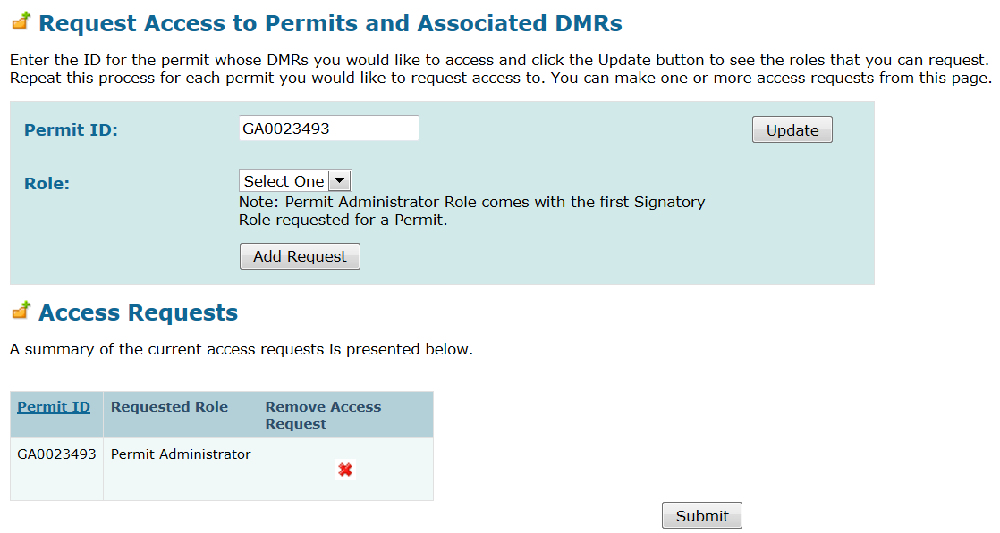 Request Access to Permits and Associated DMRs
Enter the ID for the permit whose DMRs you would like to access and click the Update button to see the roles that you can request.
Repeat this process for each permit you would like to request access to. You can make one or more access requests from this page.
Permit ID: GA0023493 Update
Role: Select One
Note: Permit Administrator Role comes with the first Signatory
Role requested for a Permit.
Add Request
Access Requests
A summary of the current access requests is presented below.
Permit ID Requested Role Remove Access
Request
GA0023493 Permit Administrator
Submit